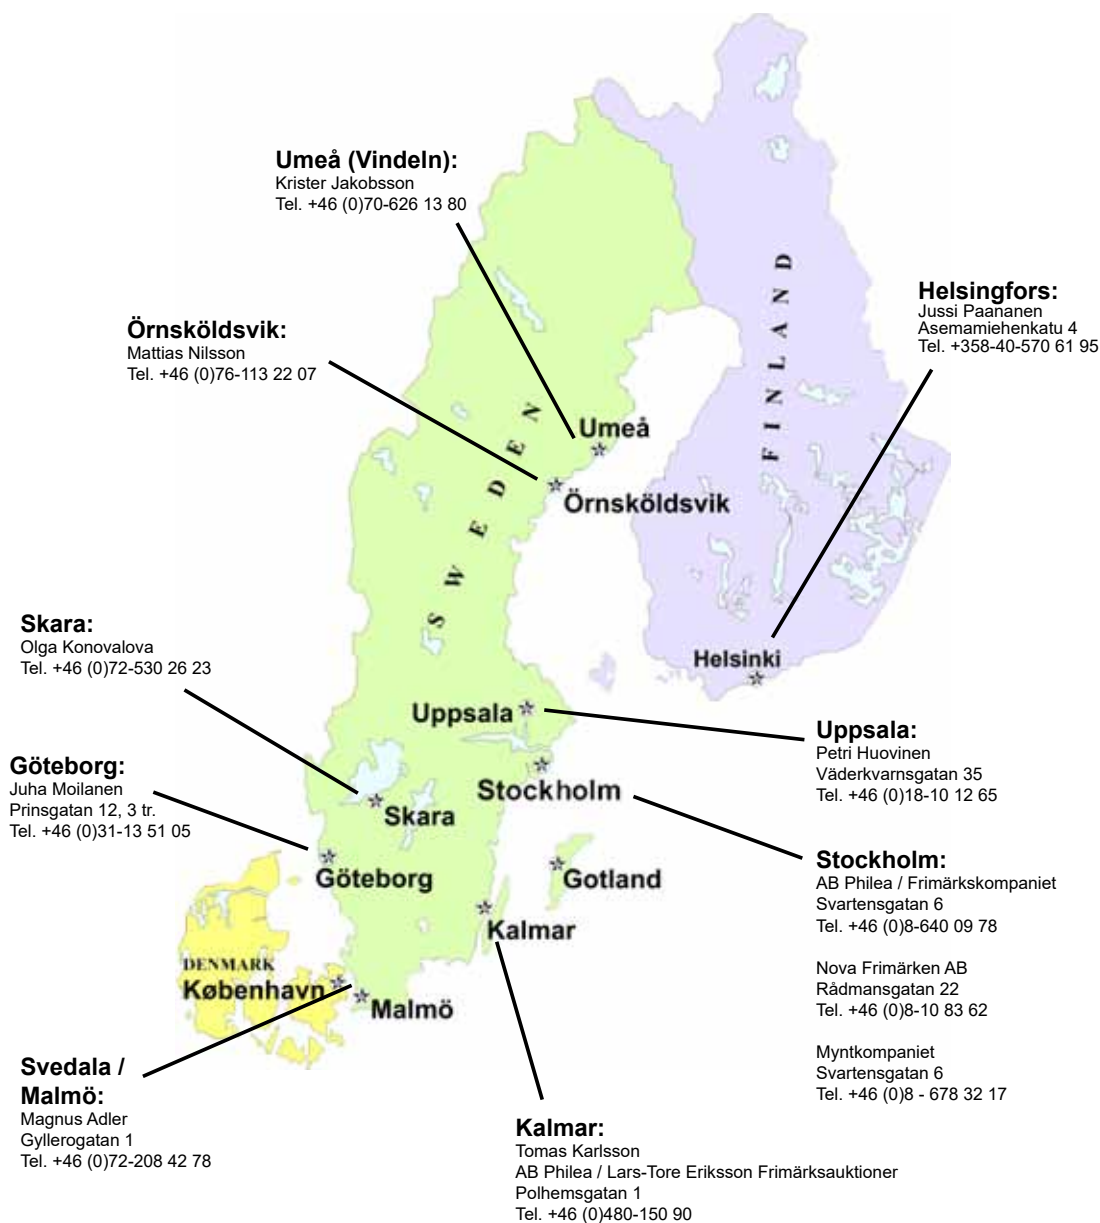 Umeå (Vindeln):
Krister Jakobsson
Tel. +46 (0)70-626 13 80
Helsingfors:
Jussi Paananen
Asemamiehenkatu 4
Tel. +358-40-570 61 95
Örnsköldsvik:
Mattias Nilsson
Tel. +46 (0)76-113 22 07
FINLAND
SWEDEN
Umeå
Örnsköldsvik
Skara:
Olga Konovalova
Tel. +46 (0)72-530 26 23
Helsinki
Uppsala
Uppsala:
Petri Huovinen
Väderkvarnsgatan 35
Tel. +46 (0)18-10 12 65
Göteborg:
Juha Moilanen
Prinsgatan 12, 3 tr.
Tel. +46 (0)31-13 51 05
Stockholm
Skara
Göteborg
Gotland
Kalmar
Stockholm:
AB Philea / Frimärkskompaniet
Svartensgatan 6
Tel. +46 (0)8-640 09 78
Nova Frimärken AB
Rådmansgatan 22
Tel. +46 (0)8-10 83 62
Myntkompaniet
Svartensgatan 6
Tel. +46 (0)8 - 678 32 17
DENMARK
København
Malmö
Svedala /
Malmö:
Magnus Adler
Gyllerogatan 1
Tel. +46 (0)72-208 42 78
Kalmar:
Tomas Karlsson
AB Philea / Lars-Tore Eriksson Frimärksauktioner
Polhemsgatan 1
Tel. +46 (0)480-150 90